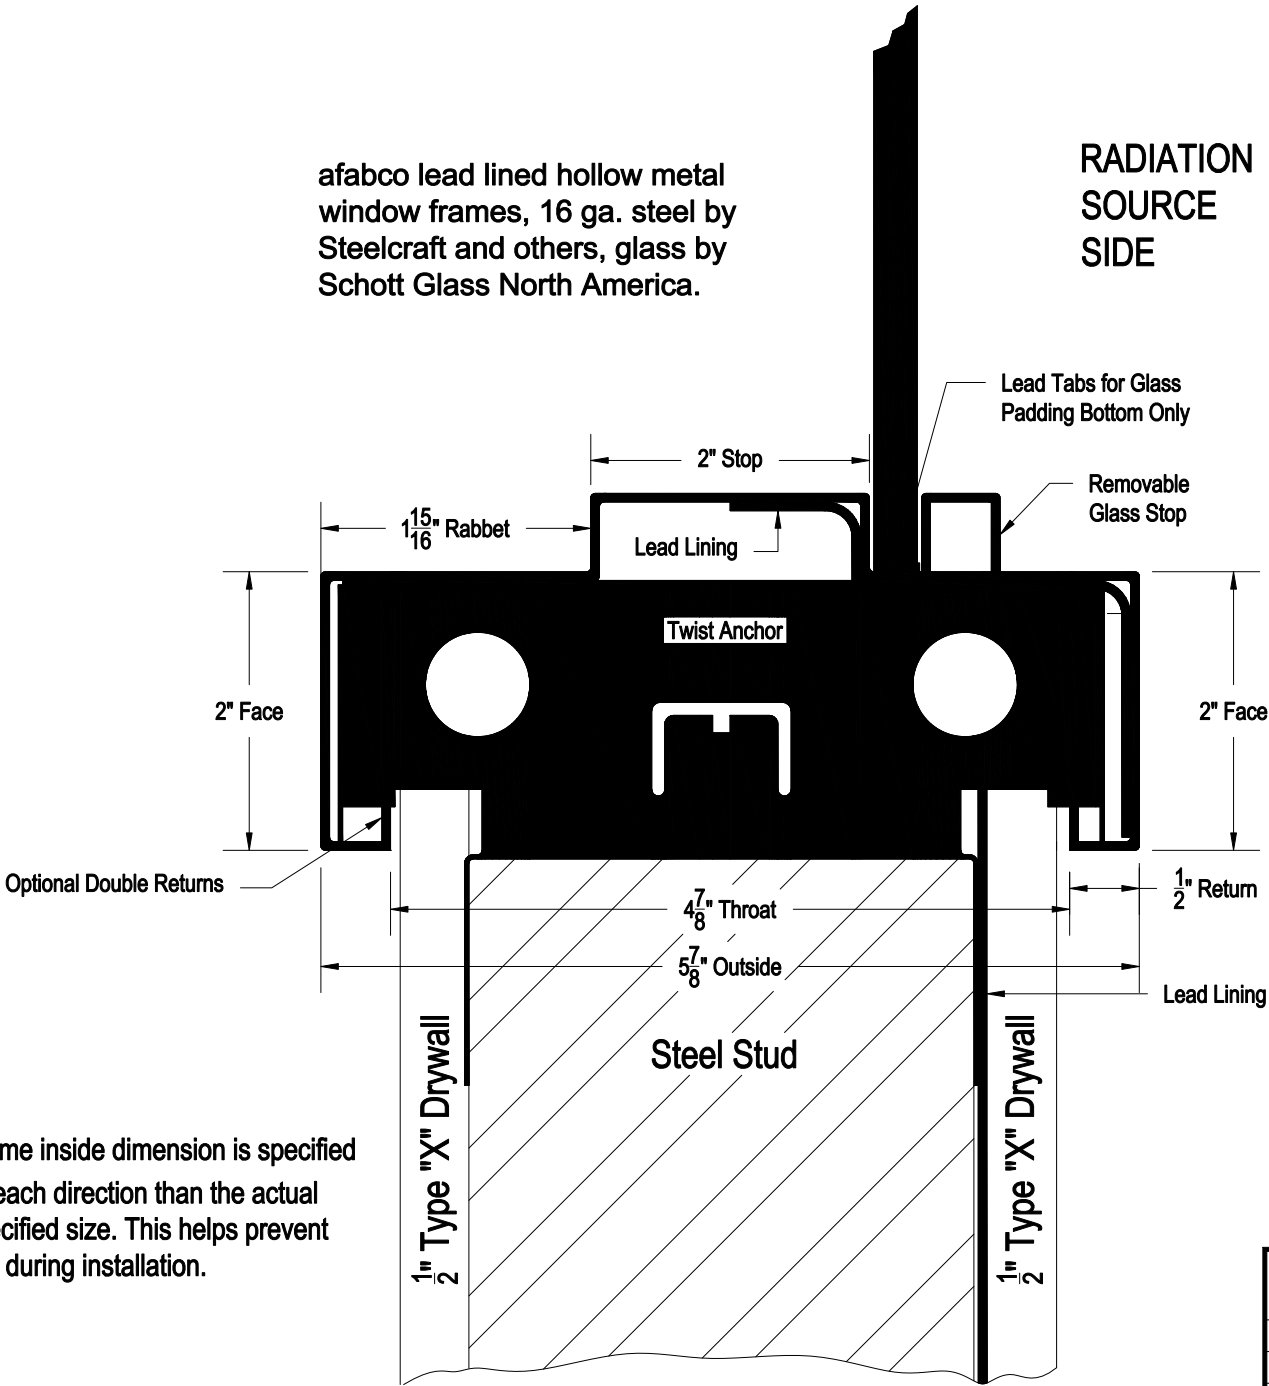 afabco lead lined hollow metal
window frames, 16 ga. steel by
Steelcraft and others, glass by
Schott Glass North America.
RADIATION
SOURCE
SIDE
Lead Tabs for Glass
Padding Bottom Only
2" Stop
Removable
Glass Stop
1 15/16" Rabbet
Lead Lining
Twist Anchor
2" Face
2" Face
Optional Double Returns
1/2" Return
4 7/8" Throat
5 7/8" Outside
Lead Lining
Steel Stud
1/2" Type "X" Drywall
1/2" Type "X" Drywall
me inside dimension is specified
each direction than the actual
cified size. This helps prevent
during installation.